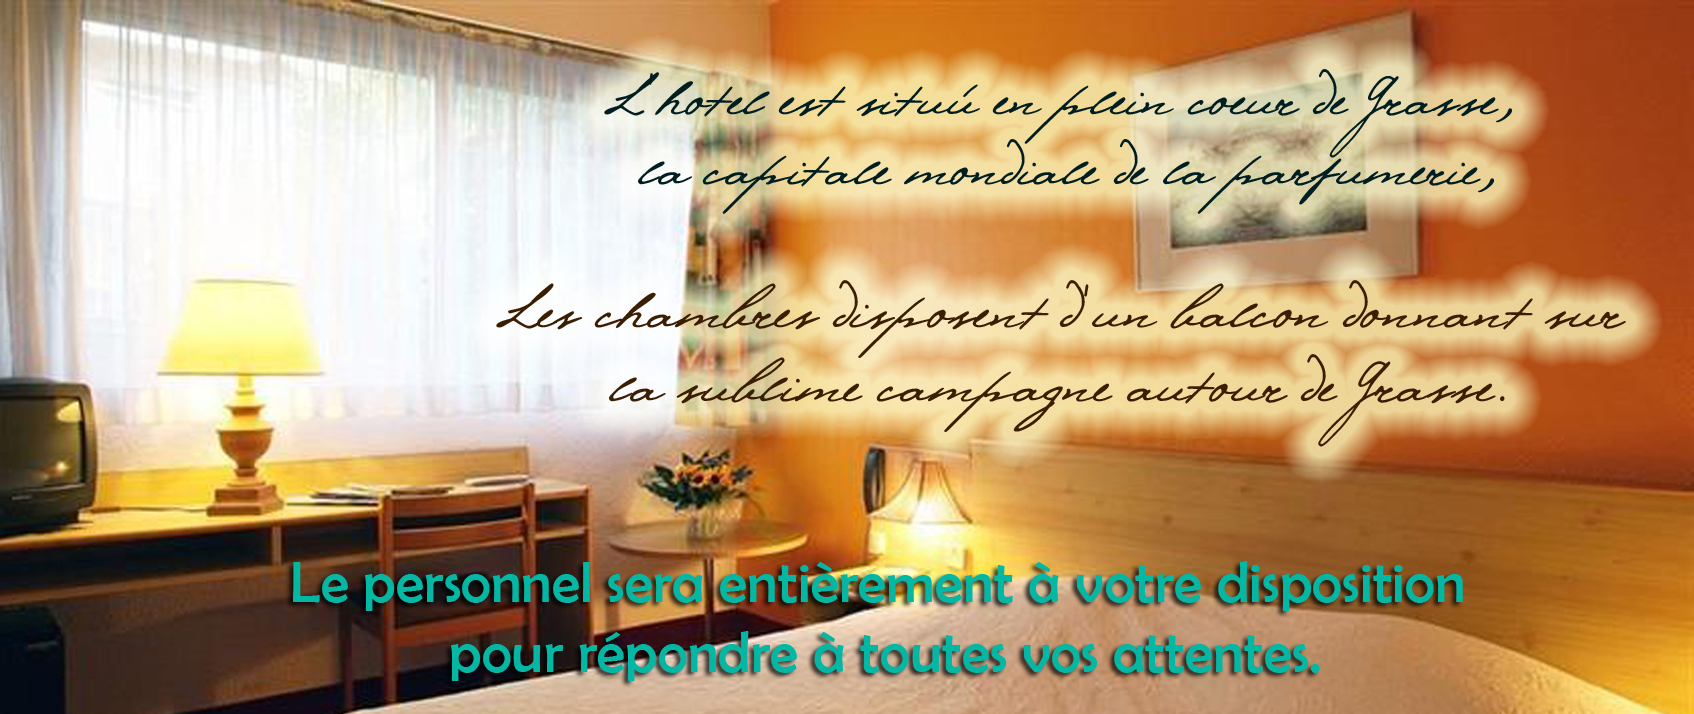 L'hotel est situú en plein coeur de Grasse,
la capitale mondiale de la parfumerie,
Les chambres disposent d'un balcon donnant sur
la sublime campagne autour de Grasse.
Le personnel sera entièrement à votre disposition
pour répondre à toutes vos attentes.